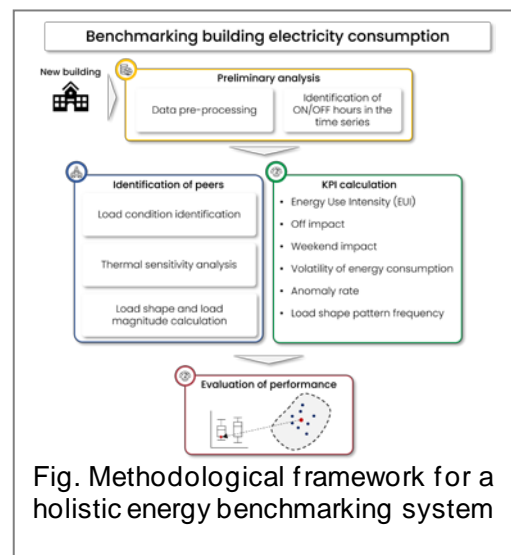 Benchmarking building electricity consumption
New building
Preliminary analysis
Data pre-processing
Identification of
ON/OFF hours in the
time series
Identification of peers
Load condition identification
Thermal sensitivity analysis
Load shape and load
magnitude calculation
KPI calculation
• Energy Use Intensity (EUI)
• Off impact
• Weekend impact
• Volatility of energy consumption
• Anomaly rate
• Load shape pattern frequency
Evaluation of performance
Fig. Methodological framework for a
holistic energy benchmarking system